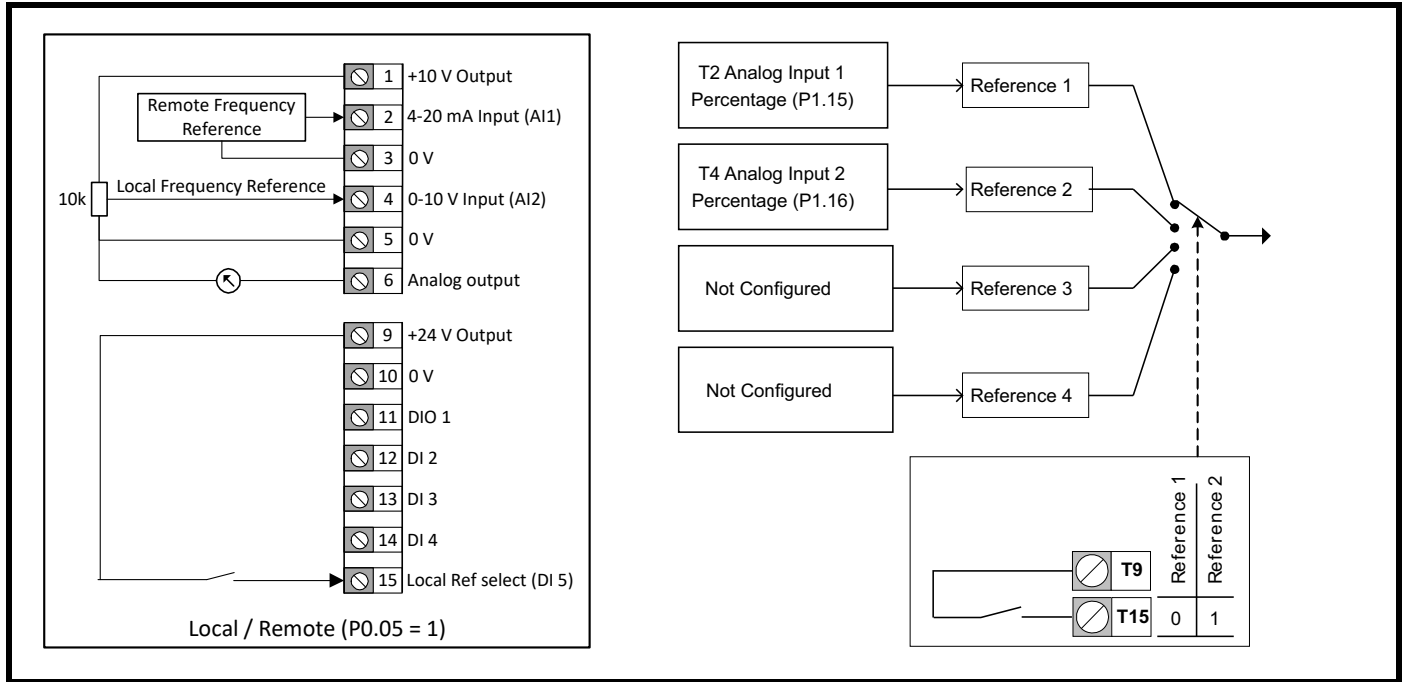 1 +10 V Output
Remote Frequency
Reference
2 4-20 mA Input (AI1)
3 0 V
Local Frequency Reference
10k
4 0-10 V Input (AI2)
5 0 V
6 Analog output
9 +24 V Output
10 0 V
11 DIO 1
12 DI 2
13 DI 3
14 DI 4
15 Local Ref select (DI 5)
Local / Remote (P0.05 = 1)
T2 Analog Input 1
Percentage (P1.15)
Reference 1
T4 Analog Input 2
Percentage (P1.16)
Reference 2
Not Configured
Reference 3
Not Configured
Reference 4
Reference 1
Reference 2
T9
T15 0 1